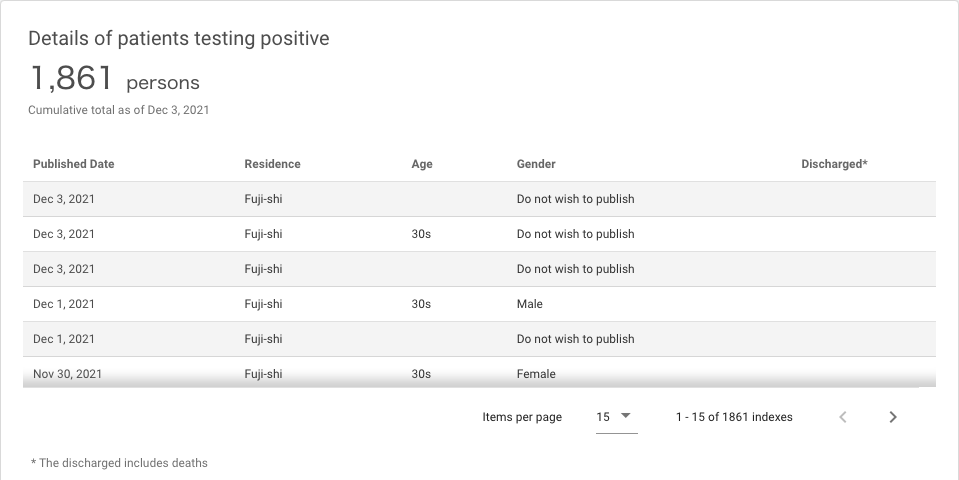 Details of patients testing positive
1,861 persons
Cumulative total as of Dec 3, 2021
Published Date Residence Age Gender Discharged*
Dec 3, 2021 Fuji-shi Do not wish to publish
Dec 3, 2021 Fuji-shi 30s Do not wish to publish
Dec 3, 2021 Fuji-shi Do not wish to publish
Dec 1, 2021 Fuji-shi 30s Male
Dec 1, 2021 Fuji-shi Do not wish to publish
Nov 30, 2021 Fuji-shi 30s Female
Items per page 15 1 - 15 of 1861 indexes
* The discharged includes deaths